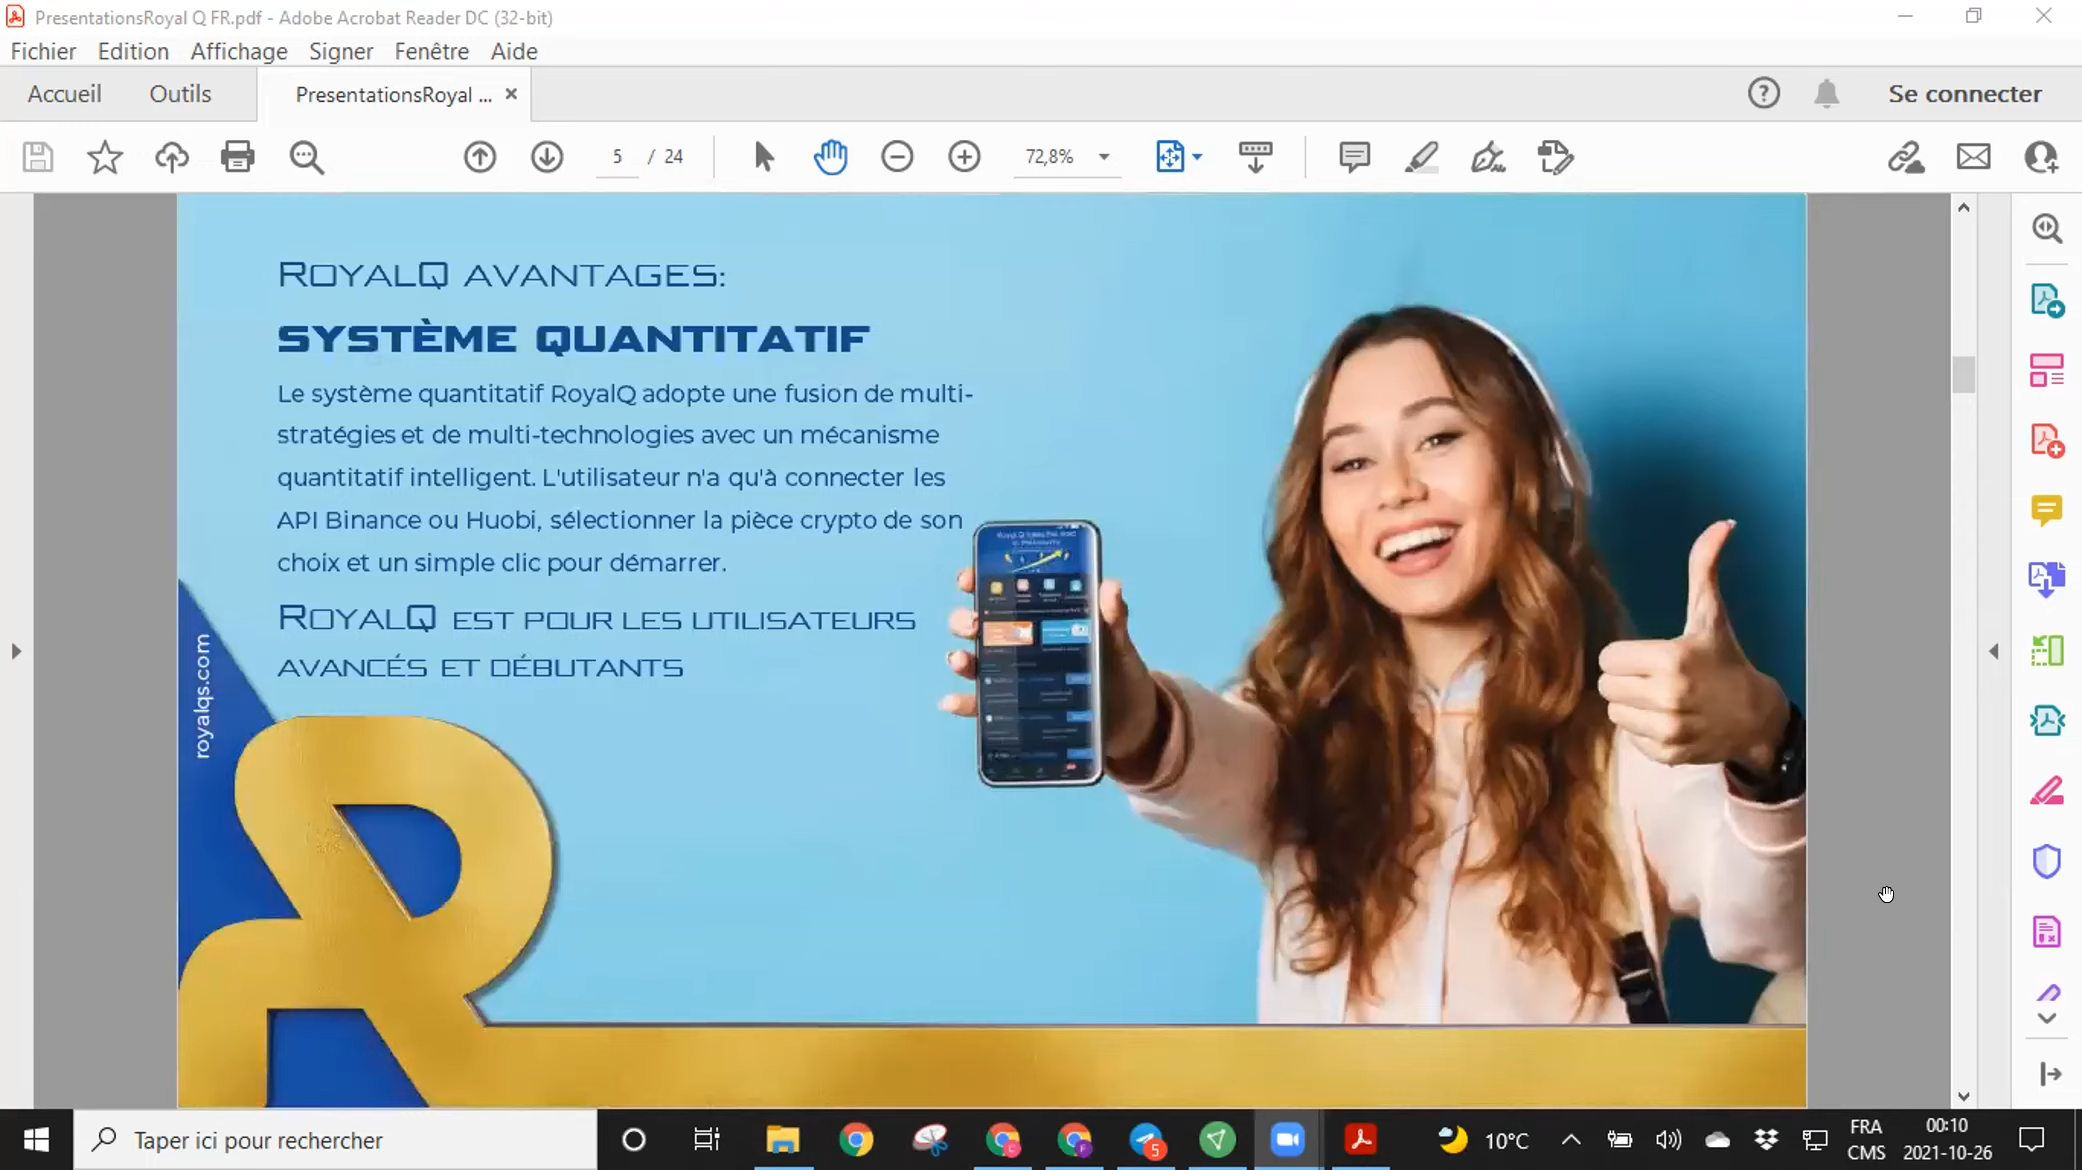 PresentationsRoyal Q FR.pdf - Adobe Acrobat Reader DC (32-bit)
Fichier Edition Affichage Signer Fenêtre Aide
Accueil Outils PresentationsRoyal ... Se connecter
5 / 24 72,8%
ROYALQ AVANTAGES:
SYSTÈME QUANTITATIF
Le système quantitatif RoyalQ adopte une fusion de multi-
stratégies et de multi-technologies avec un mécanisme
quantitatif intelligent. L'utilisateur n'a qu'à connecter les
API Binance ou Huobi, sélectionner la pièce crypto de son
choix et un simple clic pour démarrer.
ROYALQ EST POUR LES UTILISATEURS
AVANCÉS ET DÉBUTANTS
royalqs.com
Taper ici pour rechercher
5
10°C
FRA
CMS
00:10
2021-10-26